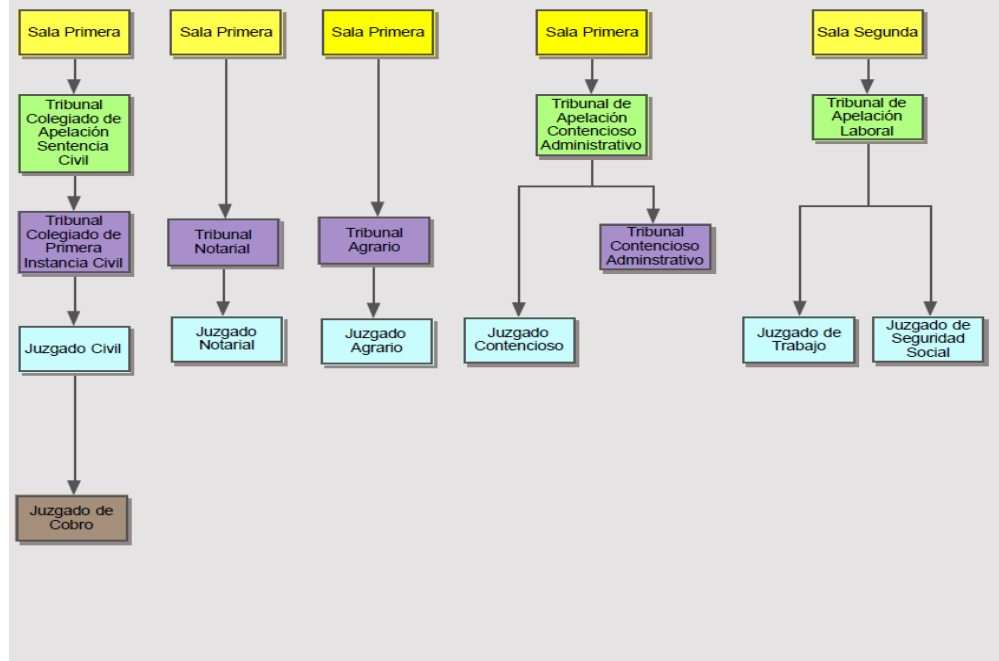 Sala Primera
Sala Primera
Sala Primera
Sala Primera
Sala Segunda
Tribunal
Colegiado de
Apelación
Sentencia
Civil
Tribunal de
Apelación
Contencioso
Administrativo
Tribunal de
Apelación
Laboral
Tribunal
Colegiado de
Primera
Instancia Civil
Tribunal
Notarial
Tribunal
Agrario
Tribunal
Contencioso
Adminstrativo
Juzgado Civil
Juzgado
Notarial
Juzgado
Agrario
Juzgado
Contencioso
Juzgado de
Trabajo
Juzgado de
Seguridad
Social
Juzgado de
Cobro